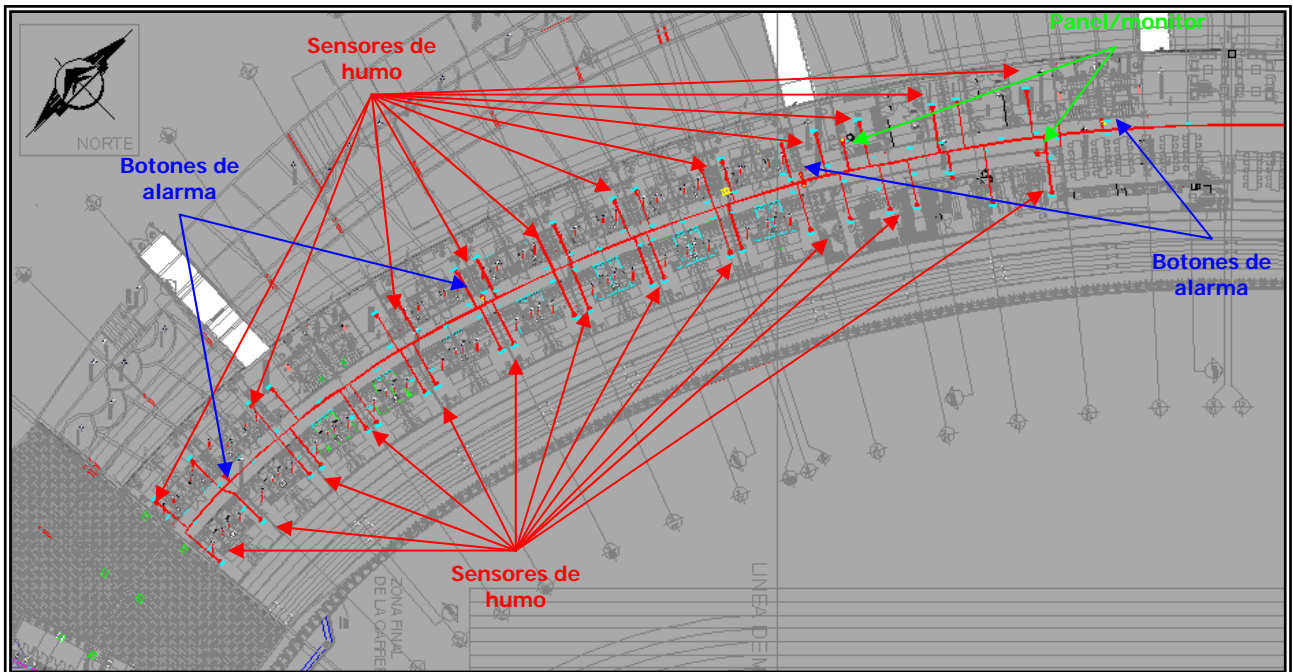 Panel/monitor
Sensores de
humo
NORTE
Botones de
alarma
Botones de
alarma
Sensores de
humo
ZONA FINAL
DE LA CARRE
LINEA DE